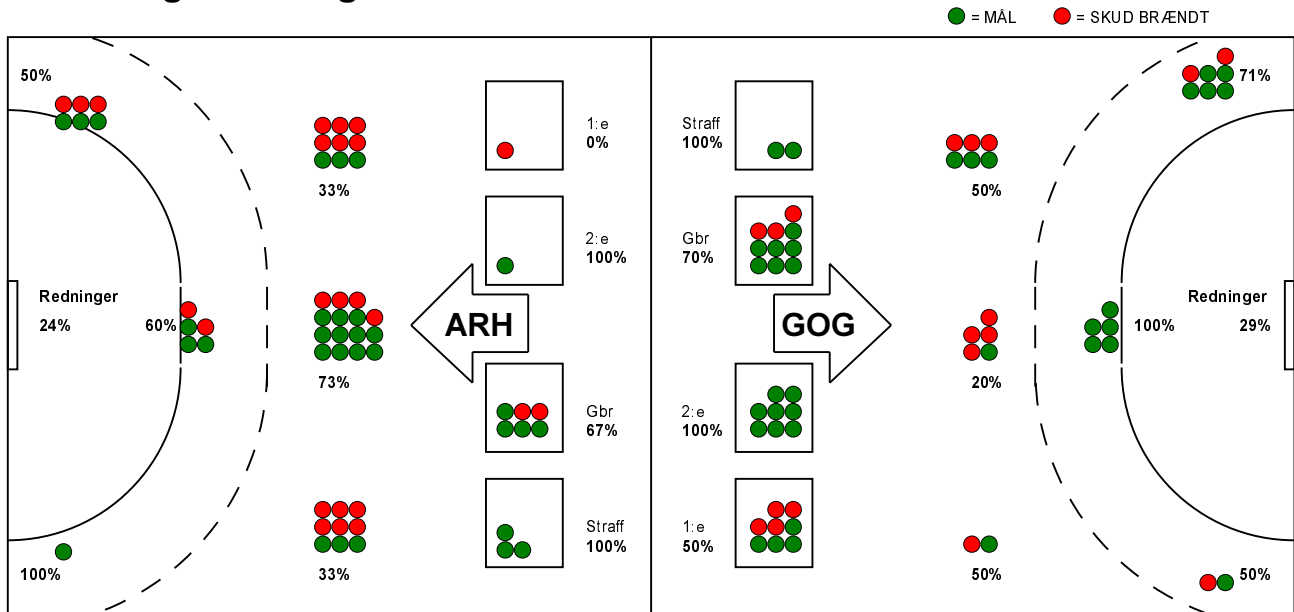 = MÅL
= SKUD BRÆNDT
50%
33%
Redninger
24%
60%
73%
100%
33%
1:e
0%
2:e
100%
ARH
Gbr
67%
Straff
100%
Straff
100%
Gbr
70%
GOG
2:e
100%
1:e
50%
71%
50%
100%
Redninger
29%
20%
50%
50%